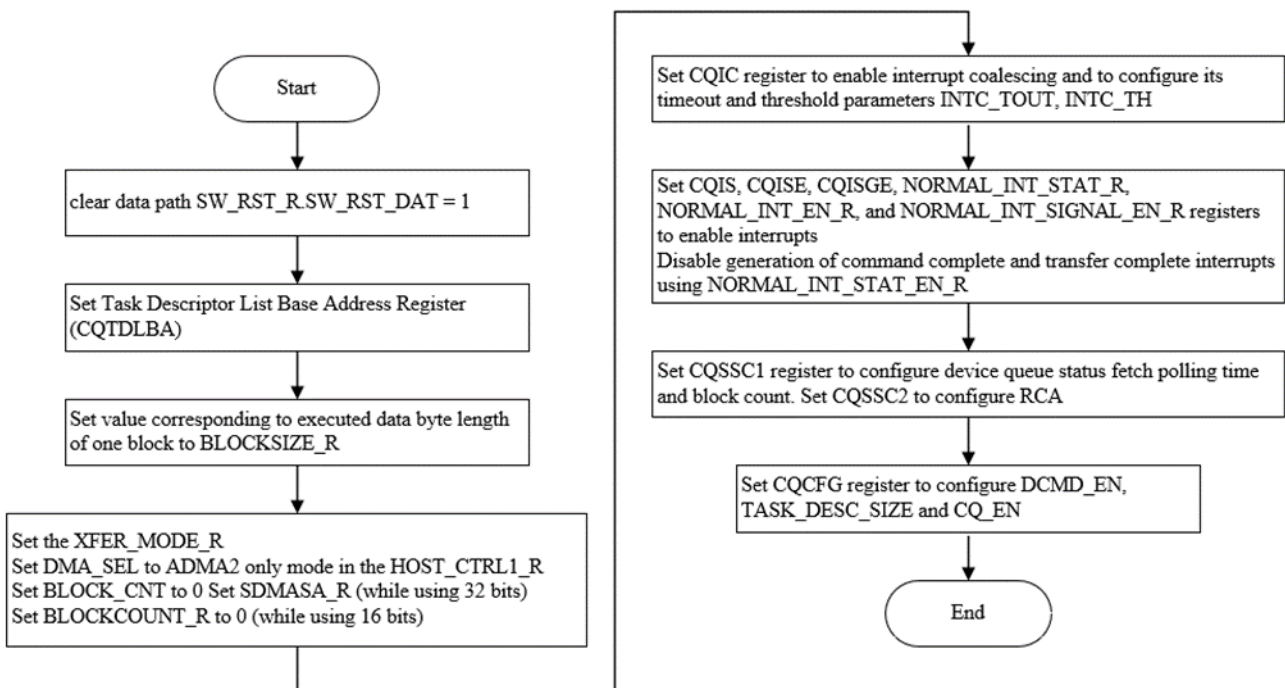 Start
clear data path SW_RST_R.SW_RST_DAT = 1
Set Task Descriptor List Base Address Register
(CQTDLBA)
Set value corresponding to executed data byte length
of one block to BLOCKSIZE_R
Set the XFER_MODE_R
Set DMA_SEL to ADMA2 only mode in the HOST_CTRL1_R
Set BLOCK_CNT to 0 Set SDMASA_R (while using 32 bits)
Set BLOCKCOUNT_R to 0 (while using 16 bits)
Set CQIC register to enable interrupt coalescing and to configure its
timeout and threshold parameters INTC_TOUT, INTC_TH
Set CQIS, CQISE, CQISGE, NORMAL_INT_STAT_R,
NORMAL_INT_EN_R, and NORMAL_INT_SIGNAL_EN_R registers
to enable interrupts
Disable generation of command complete and transfer complete interrupts
using NORMAL_INT_STAT_EN_R
Set CQSSC1 register to configure device queue status fetch polling time
and block count. Set CQSSC2 to configure RCA
Set CQCFG register to configure DCMD_EN,
TASK_DESC_SIZE and CQ_EN
End